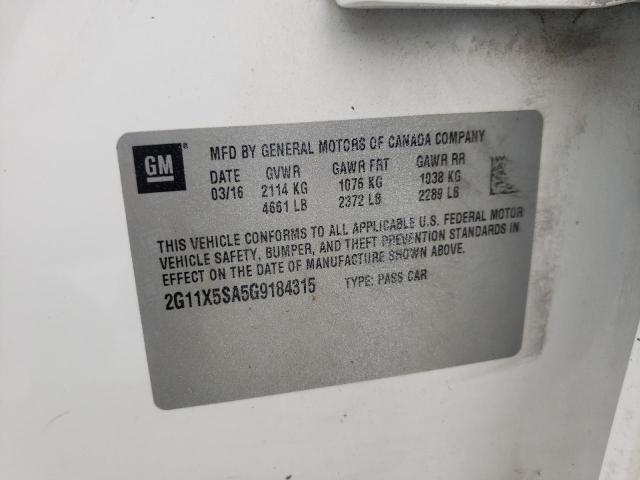 GM
MFD BY GENERAL MOTORS OF CANADA COMPANY
DATE GVWR GAWR FRT GAWR RR
03/16 2114 KG 1076 KG 1038 KG
4661 LB 2372 LB 2289 LB
THIS VEHICLE CONFORMS TO ALL APPLICABLE U.S. FEDERAL MOTOR
VEHICLE SAFETY, BUMPER, AND THEFT PREVENTION STANDARDS IN
EFFECT ON THE DATE OF MANUFACTURE SHOWN ABOVE.
2G11X5SA5G9184315 TYPE: PASS CAR